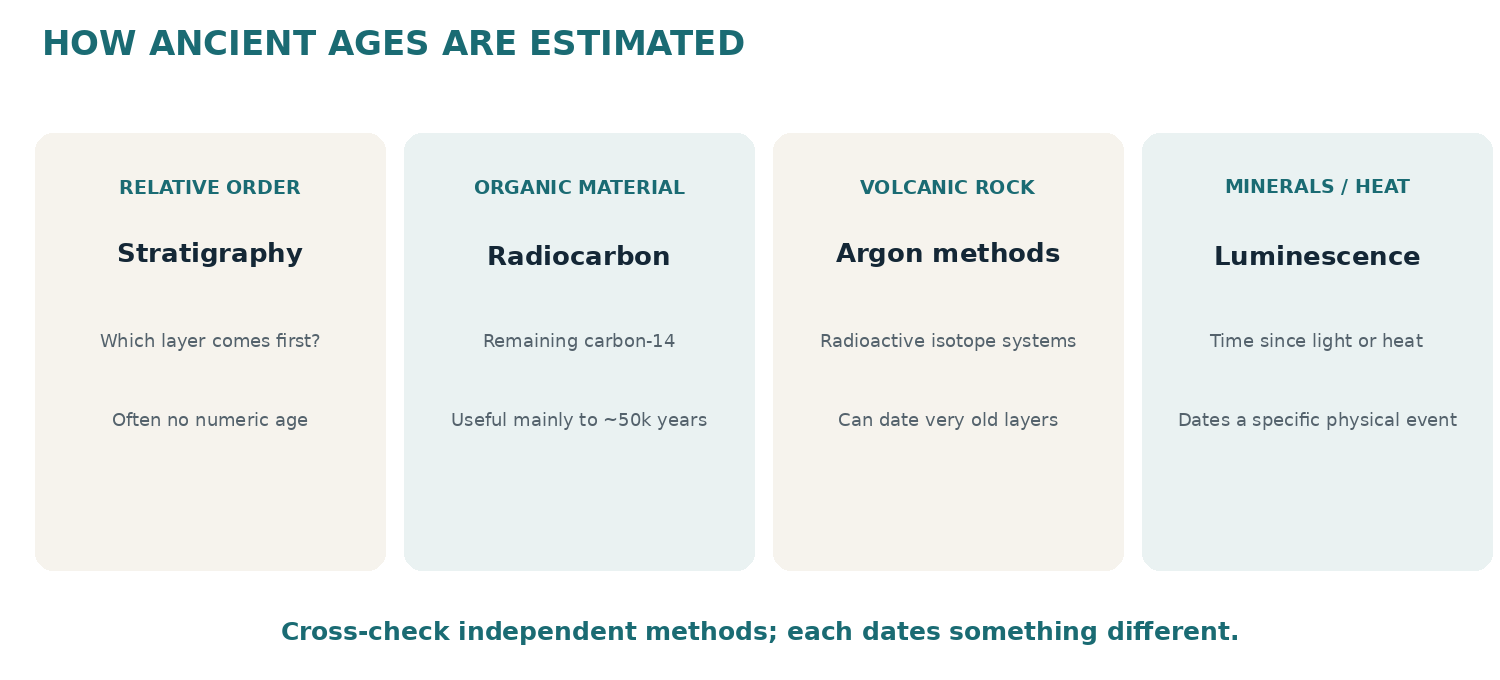 HOW ANCIENT AGES ARE ESTIMATED
RELATIVE ORDER
Stratigraphy
Which layer comes first?
Often no numeric age
ORGANIC MATERIAL
Radiocarbon
Remaining carbon-14
Useful mainly to ~50k years
VOLCANIC ROCK
Argon methods
Radioactive isotope systems
Can date very old layers
MINERALS / HEAT
Luminescence
Time since light or heat
Dates a specific physical event
Cross-check independent methods; each dates something different.